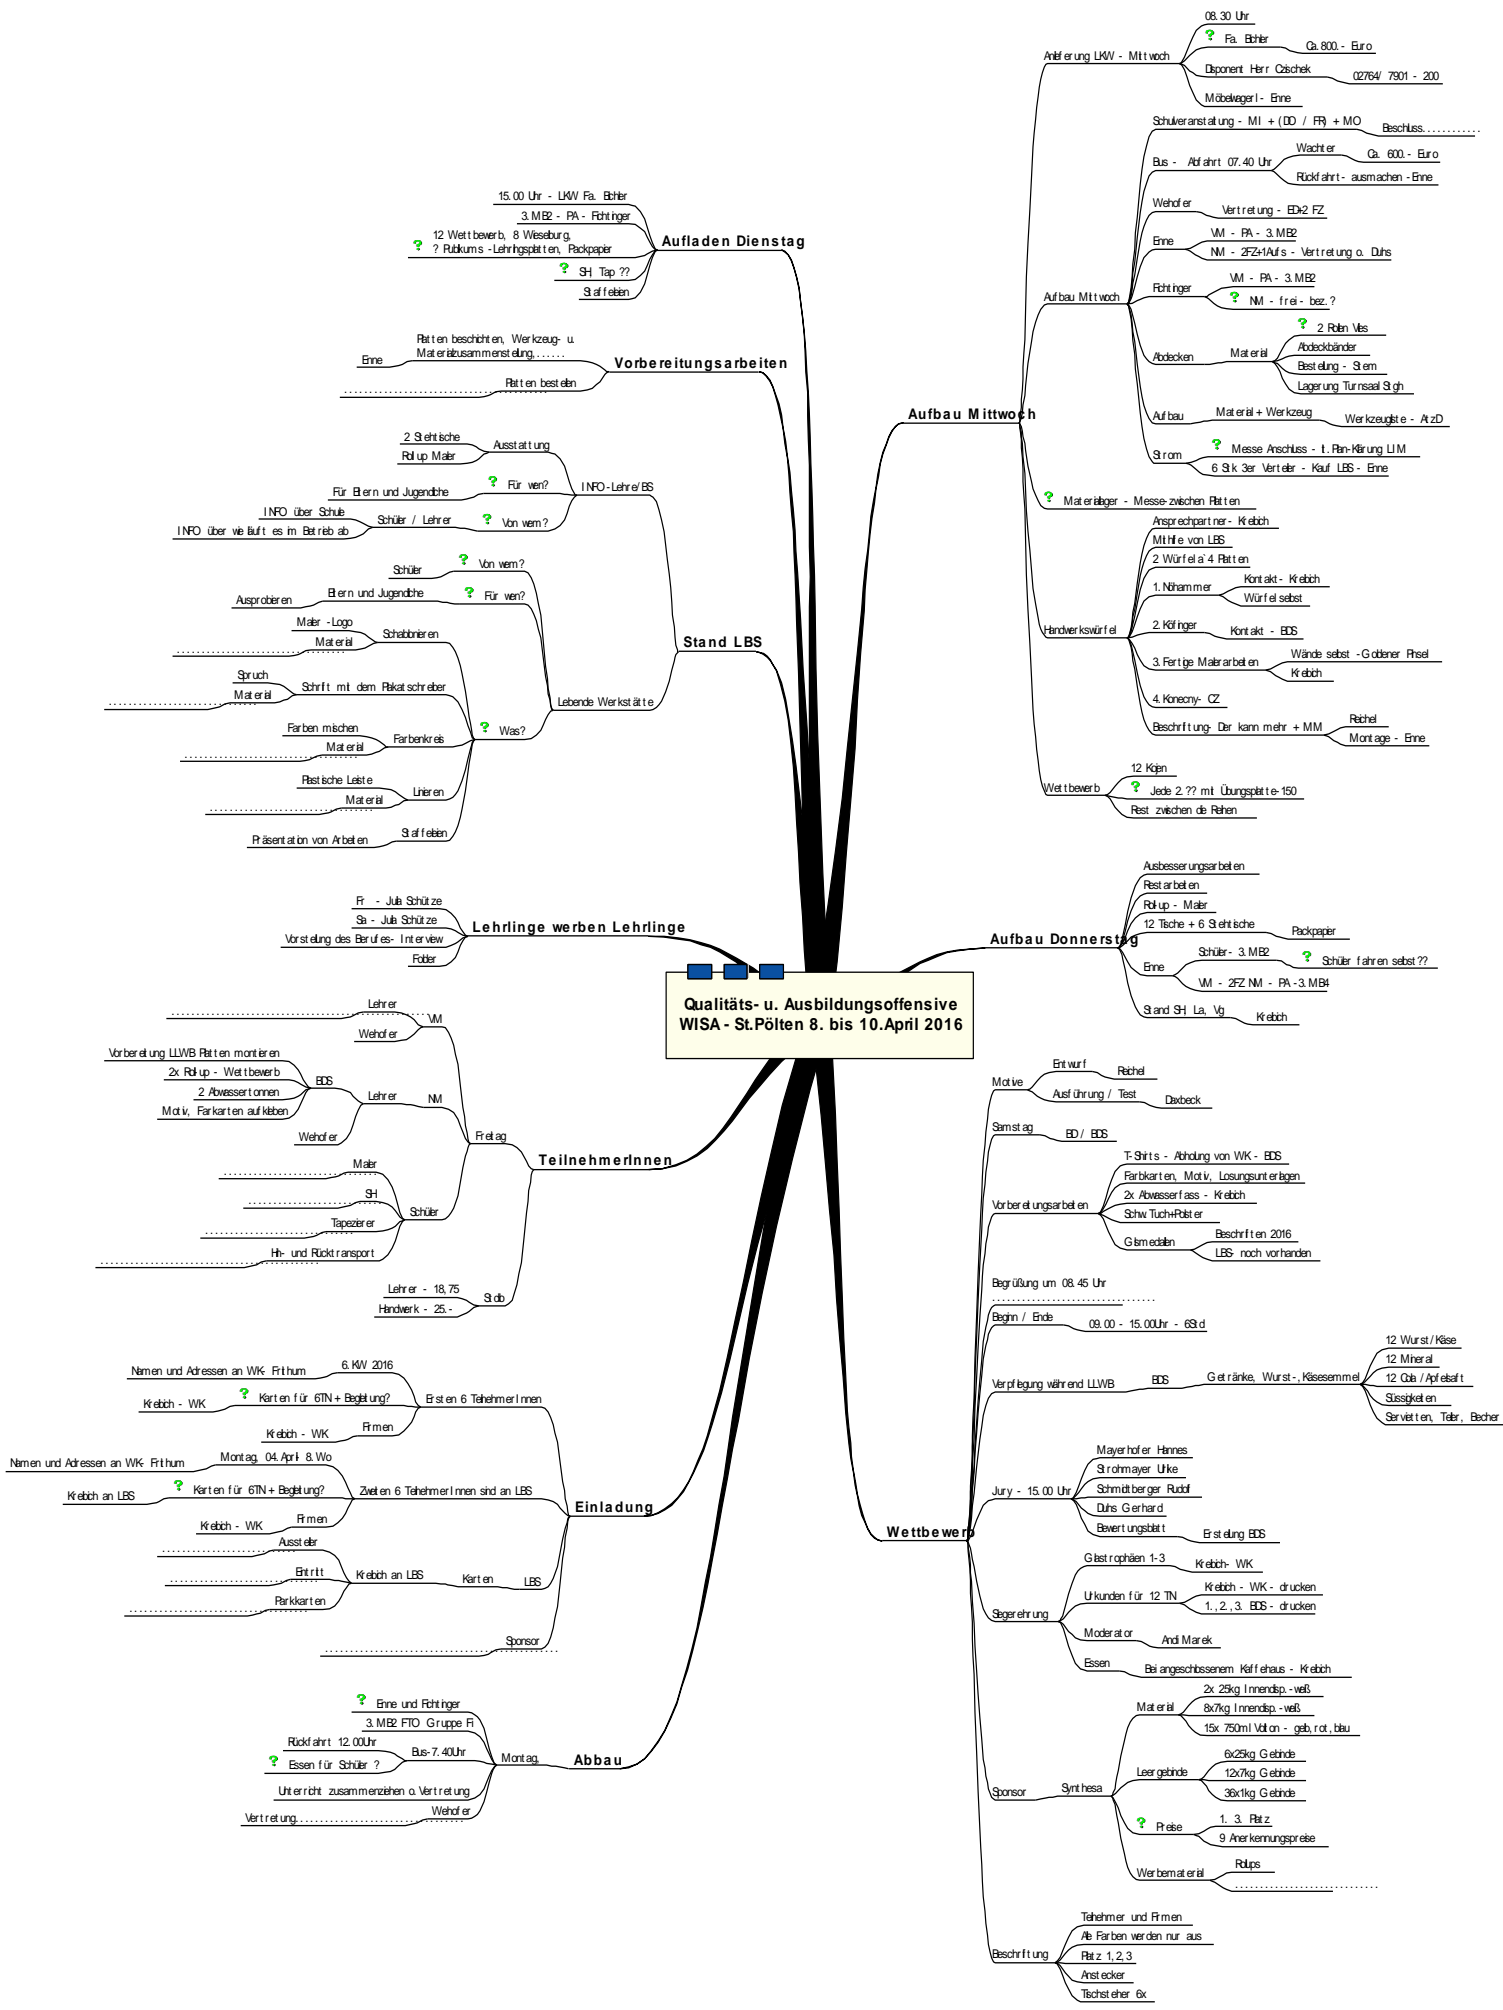 Qualitäts- u. Ausbildungsoffensive
WISA - St.Pölten 8. bis 10.April 2016
Aufbau Mittwoch
Anlieferung LKW - Mittwoch
08.30 Uhr
? Fa. Bichler
Ca.800.- Euro
Disponent Herr Czischek
02764/ 7901 - 200
Möbelwagerl - Enne
Aufbau Mittwoch
Schulveranstaltung - MI + (DO / FR) + MO
Beschluss............
Bus - Abfahrt 07.40 Uhr
Wachter
Ca. 600.- Euro
Rückfahrt - ausmachen -Enne
Wehofer
Vertretung - ED+2 FZ
Enne
VM - PA - 3.MB2
NM - 2FZ+1Aufs - Vertretung o. Duhs
Fichtinger
VM - PA - 3.MB2
? NM - frei - bez.?
Abdecken
Material
? 2 Rollen Vlies
Abdeckbänder
Bestellung - Stem
Lagerung Turnsaal Stgh
Aufbau
Material + Werkzeug
Werkzeugliste - AtzD
Strom
? Messe Anschluss - lt.Plan-Klärung LIM
6 Stk 3er Verteiler - Kauf LBS - Enne
? Materiallager - Messe-zwischen Platten
Handwerkswürfel
Ansprechpartner- Krebich
Mithilfe von LBS
2 Würfel a`4 Platten
1. Nöhammer
Kontakt - Krebich
Würfel selbst
2. Köfinger
Kontakt - BDS
3. Fertige Malerarbeiten
Wände selbst -Goldener Pinsel
Krebich
4.Konecny- CZ
Beschriftung- Der kann mehr + MM
Reichel
Montage - Enne
Wettbewerb
12 Kojen
? Jede 2.?? mit Übungsplatte-150
Rest zwischen die Reihen
Aufbau Donnerstag
Ausbesserungsarbeiten
Restarbeiten
Roll-up - Maler
12 Tische + 6 Stehtische
Packpapier
Enne
Schüler- 3.MB2
? Schüler fahren selbst??
VM - 2FZ NM - PA -3.MB4
Stand SH, La, Vg
Krebich
Wettbewerb
Motive
Entwurf
Reichel
Ausführung / Test
Daxbeck
Samstag
BD / BDS
Vorbereitungsarbeiten
T-Shirts - Abholung von WK - BDS
Farbkarten, Motiv, Losungsunterlagen
2x Abwasserfass - Krebich
Schw.Tuch+Polster
Glsmedailen
Beschriften 2016
LBS- noch vorhanden
Begrüßung um 08.45 Uhr
..................................
Beginn / Ende
09.00 - 15.00Uhr - 6Std
Verpflegung während LLWB
BDS
Getränke, Wurst-,Käsesemmel
12 Wurst/Käse
12 Mineral
12 Cola /Apfelsaft
Süssigkeiten
Servietten, Teller, Becher
Jury - 15.00 Uhr
Mayerhofer Hannes
Strohmayer Ulrike
Schmidtberger Rudolf
Duhs Gerhard
Bewertungsblatt
Erstellung BDS
Siegerehrung
Glastrophäen 1-3
Krebich- WK
Urkunden für 12 TN
Krebich - WK - drucken
1.,2.,3. BDS - drucken
Moderator
Andi Marek
Essen
Bei angeschlossenem Kaffehaus - Krebich
Sponsor
Synthesa
Material
2x 25kg Innendisp.-weiß
8x7kg Innendisp.-weiß
15x 750ml Volton - gelb,rot,blau
Leergebinde
6x25kg Gebinde
12x7kg Gebinde
36x1kg Gebinde
? Preise
1. 3. Platz
9 Anerkennungspreise
Werbematerial
Rollups
..............................
Beschriftung
Teilnehmer und Firmen
Alle Farben werden nur aus
Platz 1,2,3
Anstecker
Tischsteher 6x
Aufladen Dienstag
15.00 Uhr - LKW Fa. Bichler
3.MB2 - PA - Fichtinger
12 Wettbewerb, 8 Wieselburg,
? ? Publikums -Lehrlingsplatten, Packpapier
? SH, Tap ??
Staffeleien
Vorbereitungsarbeiten
Platten beschichten, Werkzeug- u.
Materialzusammenstellung,......
Enne
Platten bestellen
...........................................
Stand LBS
INFO-Lehre/BS
Ausstattung
2 Stehtische
Roll up Maler
? Für wen?
Für Eltern und Jugendliche
? Von wem?
Schüler / Lehrer
INFO über Schule
INFO über wie läuft es im Betrieb ab
Lebende Werkstätte
? Von wem?
Schüler
? Für wen?
Eltern und Jugendliche
Ausprobieren
? Was?
Schablonieren
Maler -Logo
Material
...................................
Schrift mit dem Plakatschreiber
Spruch
Material
...................................
Farbenkreis
Farben mischen
Material
...................................
Linieren
Plastische Leiste
Material
...................................
Staffeleien
Präsentation von Arbeiten
Lehrlinge werben Lehrlinge
Fr - Julia Schütze
Sa - Julia Schütze
Vorstellung des Berufes- Interview
Folder
TeilnehmerInnen
Freitag
VM
Lehrer
...........................................
Wehofer
NM
Lehrer
BDS
Vorbereitung LLWB Platten montieren
2x Roll-up - Wettbewerb
2 Abwassertonnen
Motiv, Farkarten aufkleben
Wehofer
Schüler
Maler
................................
SH
............................
Tapezierer
...................................
Hin- und Rücktransport
...........................................
Stdlo
Lehrer - 18,75
Handwerk - 25.-
Einladung
Ersten 6 TeilnehmerInnen
6.KW 2016
Namen und Adressen an WK- Frithum
? Karten für 6TN + Begleitung?
Krebich - WK
Firmen
Krebich - WK
Zweiten 6 TeilnehmerInnen sind an LBS
Montag, 04.April- 8.Wo
Namen und Adressen an WK- Frithum
? Karten für 6TN + Begleitung?
Krebich an LBS
Firmen
Krebich - WK
LBS
Karten
Krebich an LBS
Aussteller
................................
Eintritt
................................
Parkkarten
...................................
Sponsor
................................................
Abbau
Montag,
? Enne und Fichtinger
3.MB2 FTO Gruppe Fi
Bus-7.40Uhr
Rückfahrt 12.00Uhr
? Essen für Schüler ?
Unterricht zusammenziehen o.Vertretung
Wehofer
Vertretung...................................